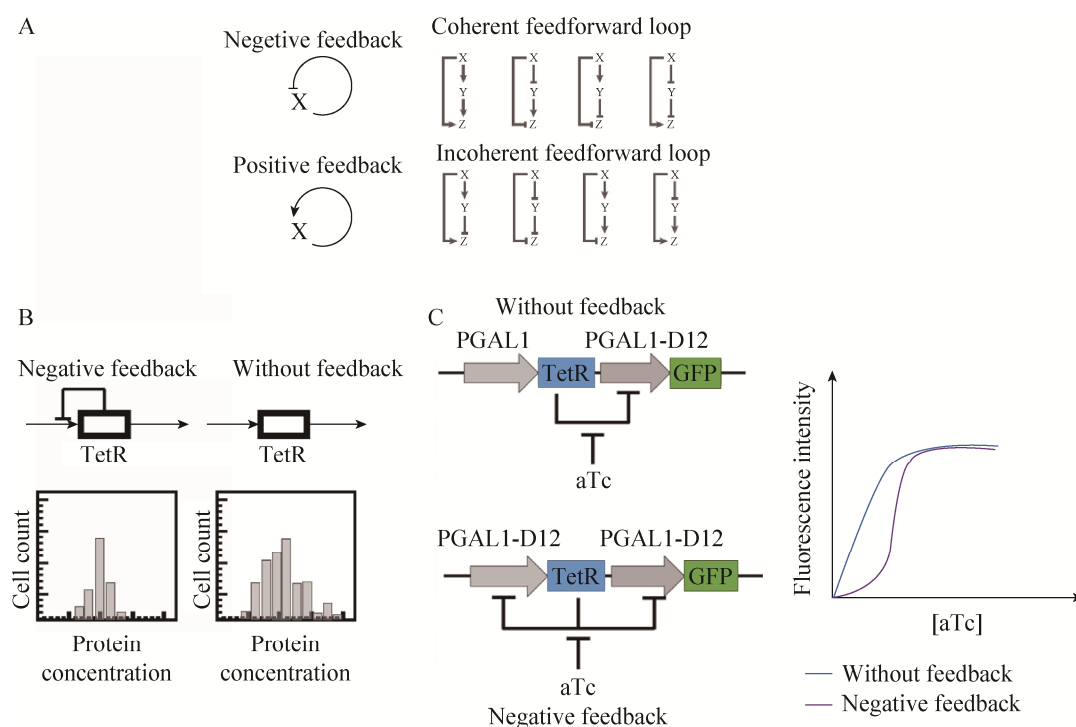 A
Negetive feedback
X
Coherent feedforward loop
X X X X
Y Y Y Y
Z Z Z Z
Positive feedback
X
Incoherent feedforward loop
X X X X
Y Y Y Y
Z Z Z Z
B
Negative feedback
TetR
Without feedback
TetR
Cell count
Protein
concentration
Cell count
Protein
concentration
C
Without feedback
PGAL1 PGAL1-D12
TetR GFP
aTc
PGAL1-D12 PGAL1-D12
TetR GFP
aTc
Negative feedback
Fluorescence intensity
[aTc]
Without feedback
Negative feedback